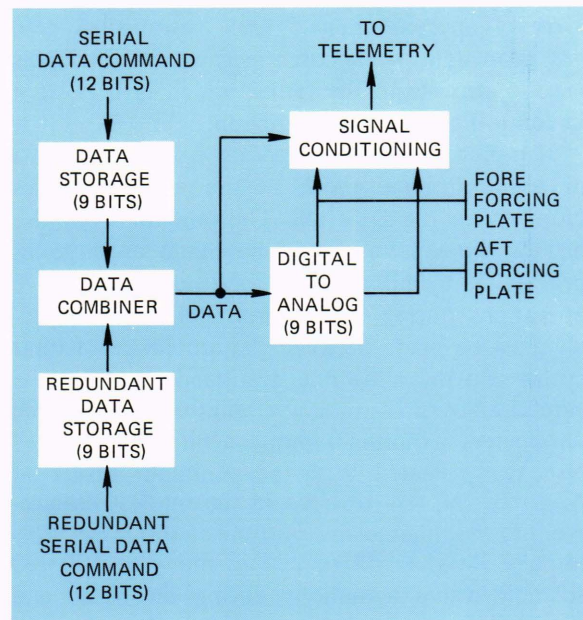 SERIAL
DATA COMMAND
(12 BITS)
DATA
STORAGE
(9 BITS)
DATA
COMBINER
REDUNDANT
DATA
STORAGE
(9 BITS)
REDUNDANT
SERIAL DATA
COMMAND
(12 BITS)
DATA
TO
TELEMETRY
SIGNAL
CONDITIONING
DIGITAL
TO
ANALOG
(9 BITS)
FORE
FORCING
PLATE
AFT
FORCING
PLATE